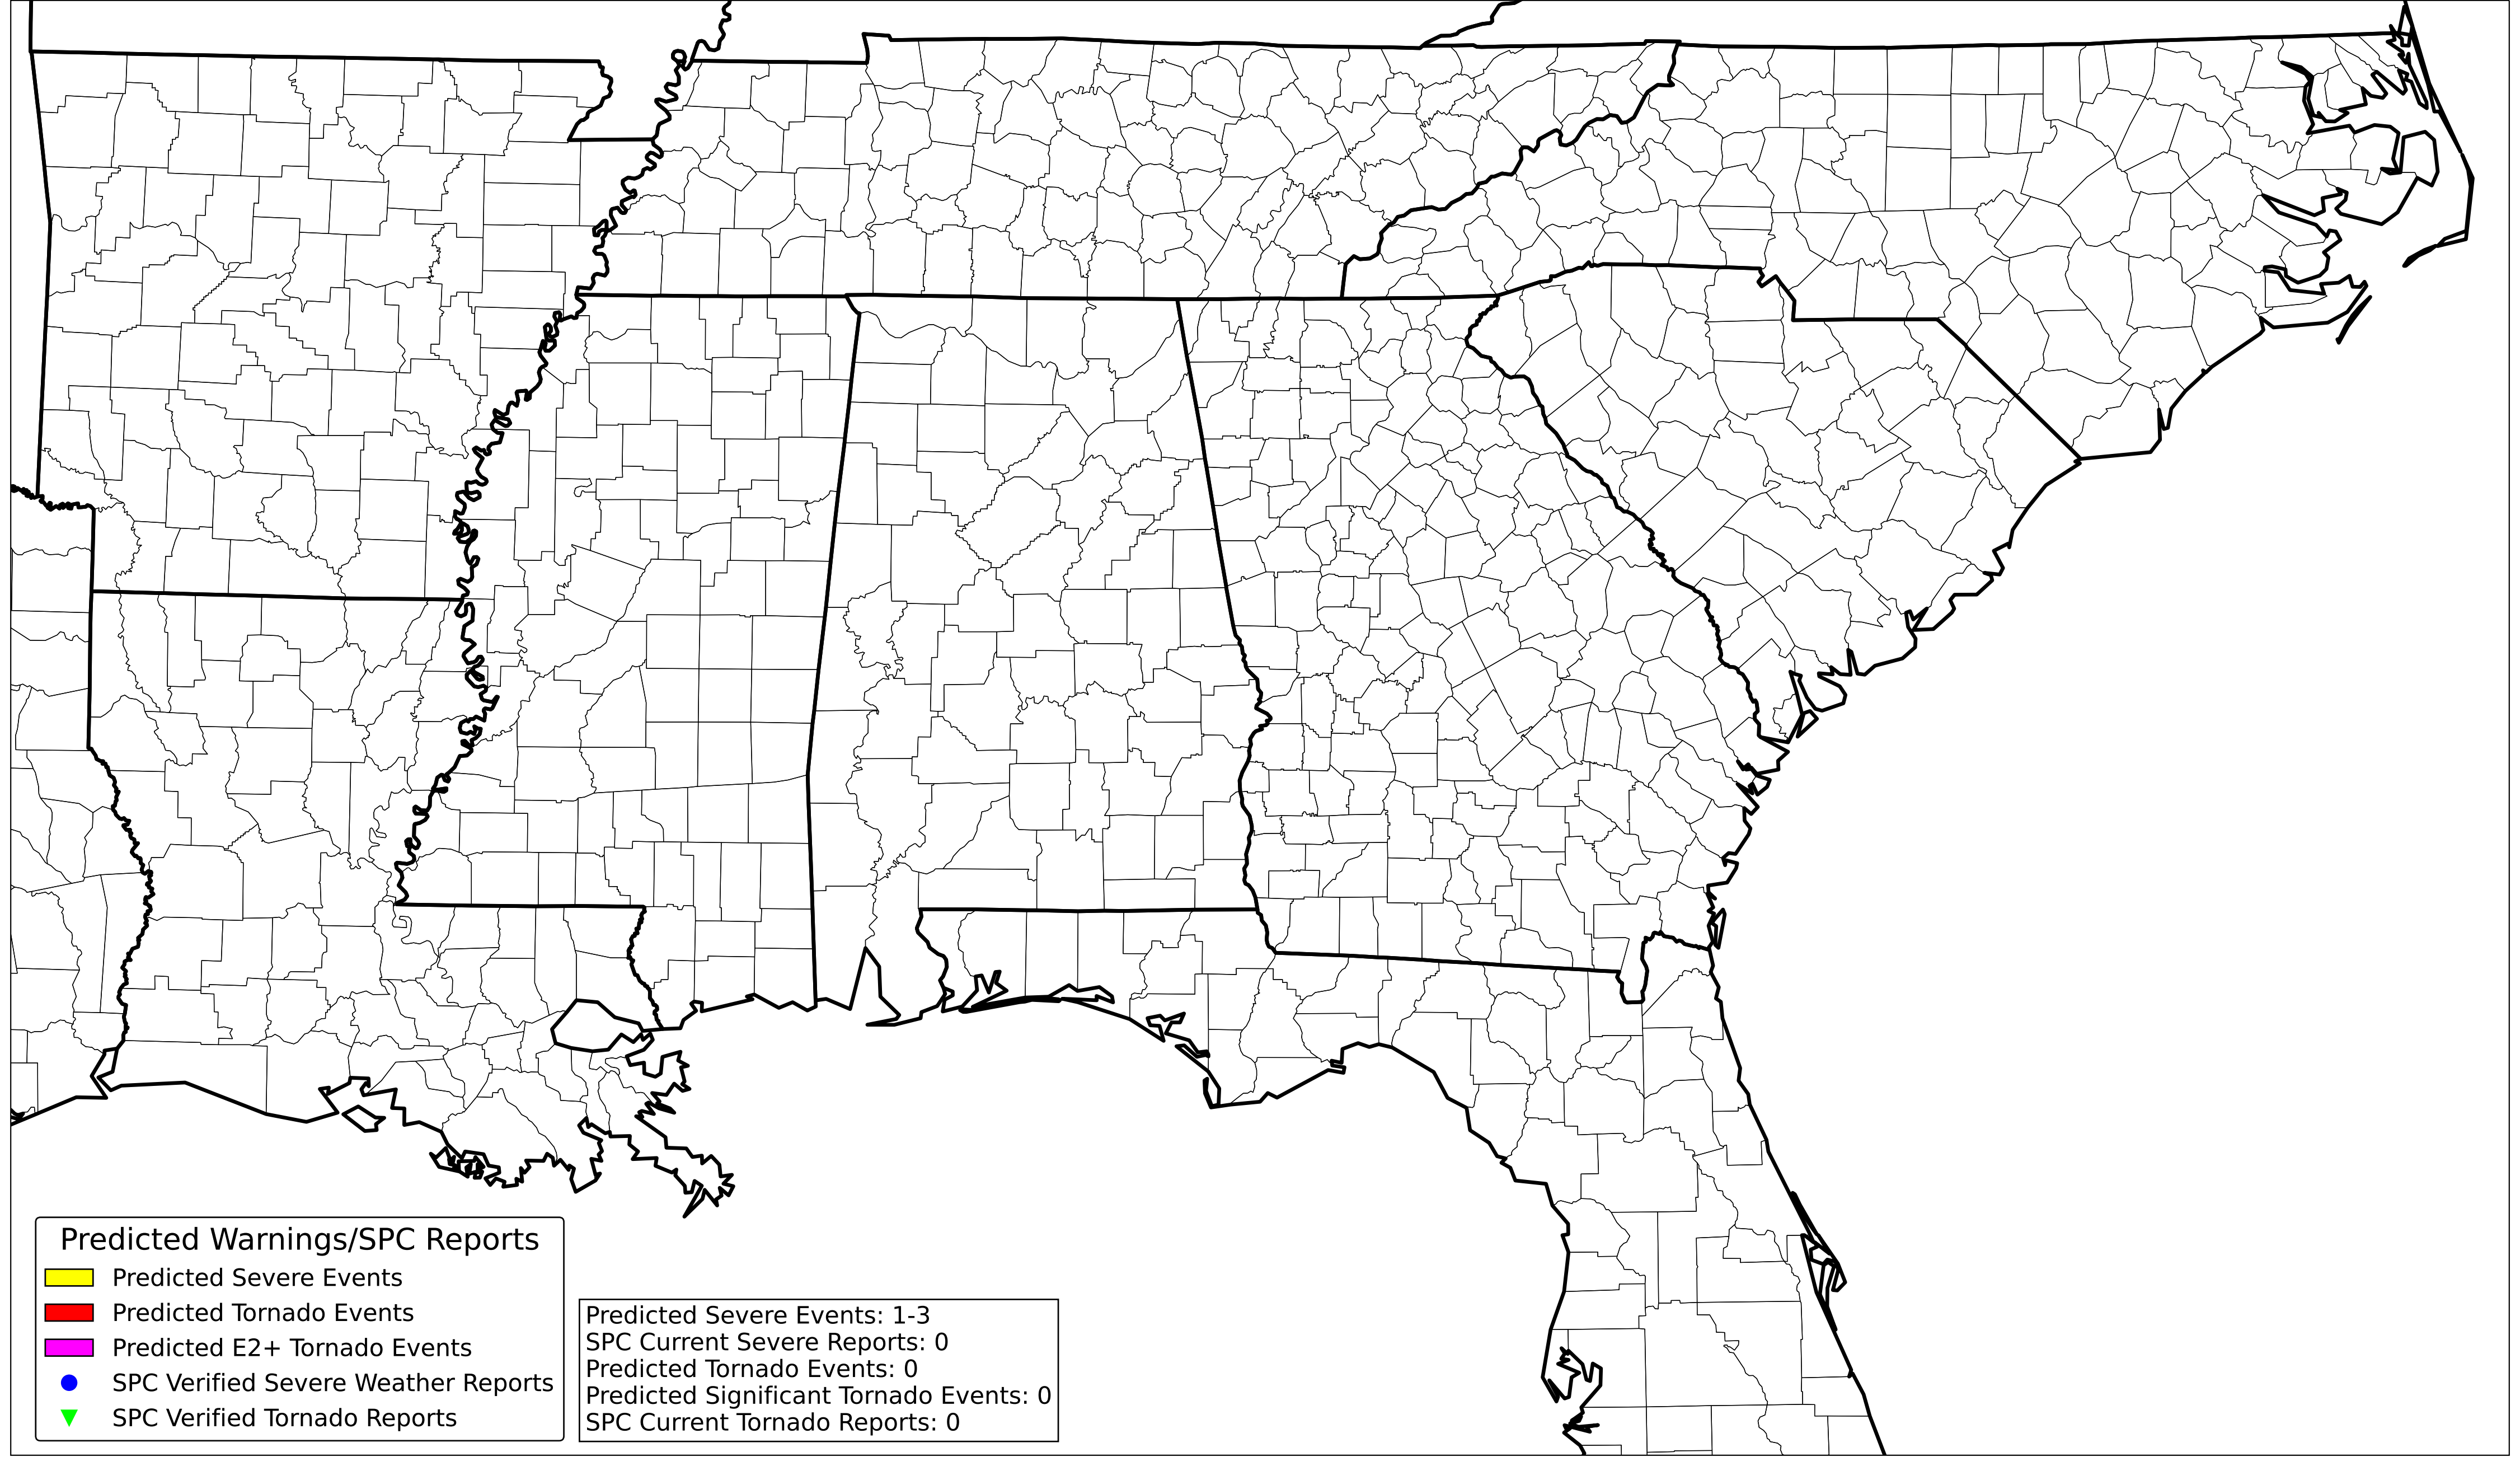 Predicted Warnings/SPC Reports
Predicted Severe Events
Predicted Tornado Events
Predicted E2+ Tornado Events
SPC Verified Severe Weather Reports
SPC Verified Tornado Reports
Predicted Severe Events: 1-3
SPC Current Severe Reports: 0
Predicted Tornado Events: 0
Predicted Significant Tornado Events: 0
SPC Current Tornado Reports: 0